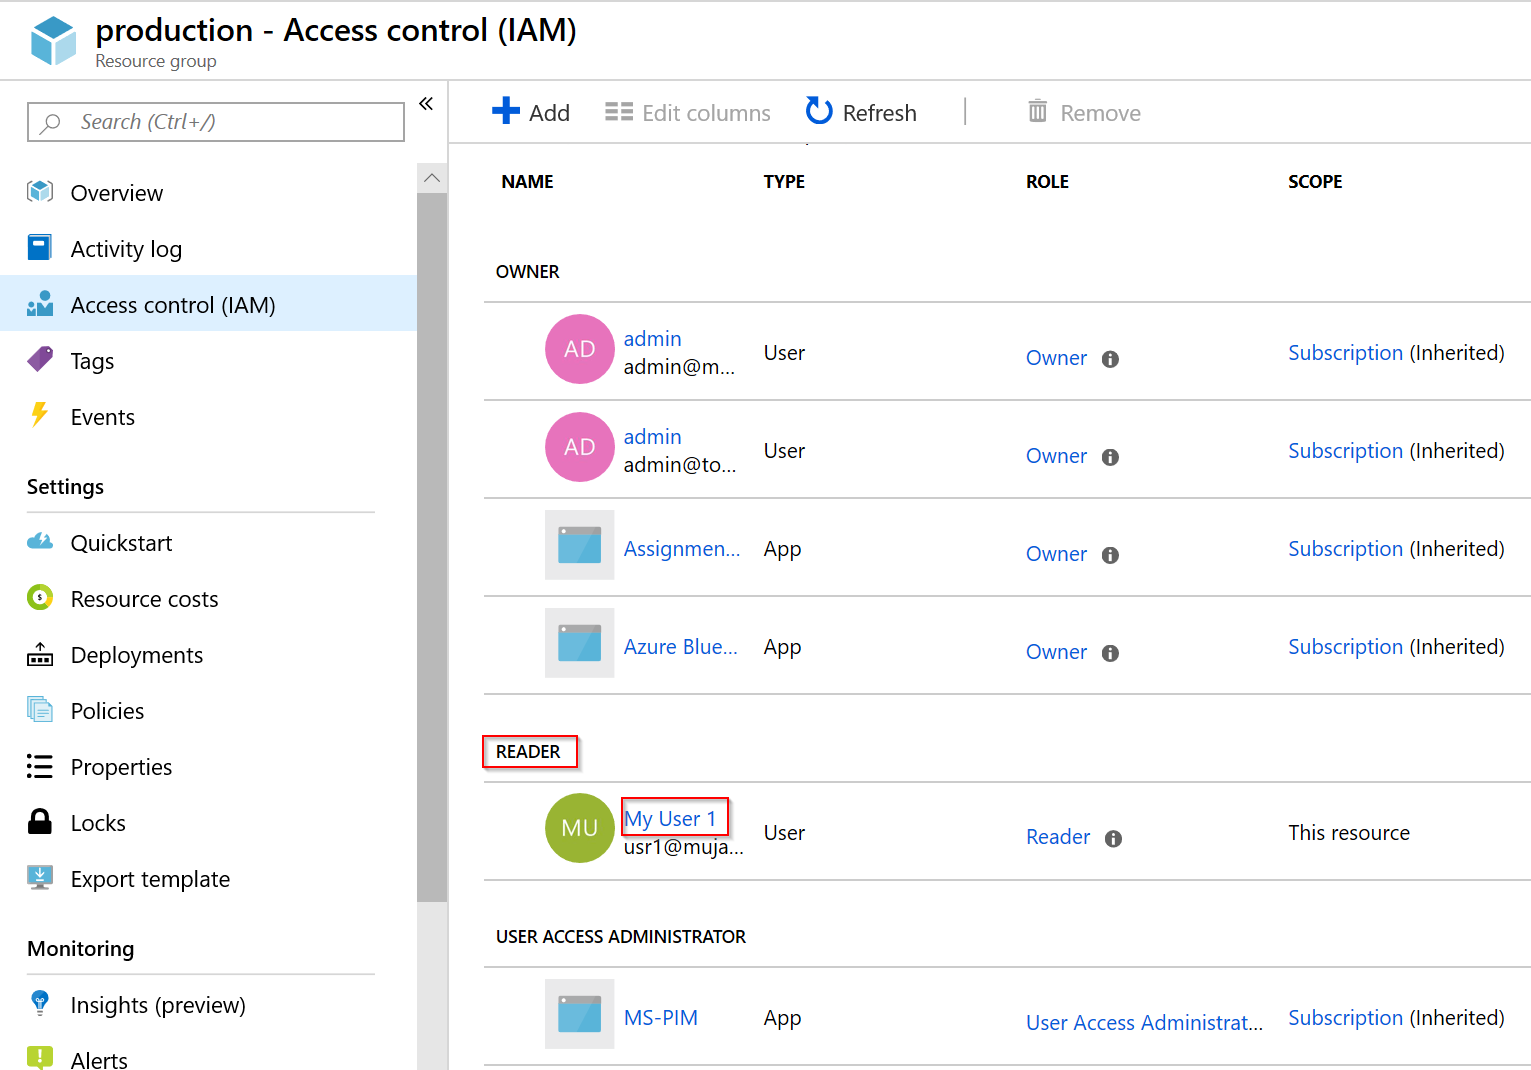 production - Access control (IAM)
Resource group
Search (Ctrl+/)
«
Overview
Activity log
Access control (IAM)
Tags
Events
Settings
Quickstart
Resource costs
Deployments
Policies
Properties
Locks
Export template
Monitoring
Insights (preview)
Alerts
Add Edit columns Refresh Remove
NAME TYPE ROLE SCOPE
OWNER
AD admin User Owner Subscription (Inherited)
admin@m...
AD admin User Owner Subscription (Inherited)
admin@to...
Assignmen... App Owner Subscription (Inherited)
Azure Blue... App Owner Subscription (Inherited)
READER
MU My User 1 User Reader This resource
usr1@muja...
USER ACCESS ADMINISTRATOR
MS-PIM App User Access Administrat... Subscription (Inherited)